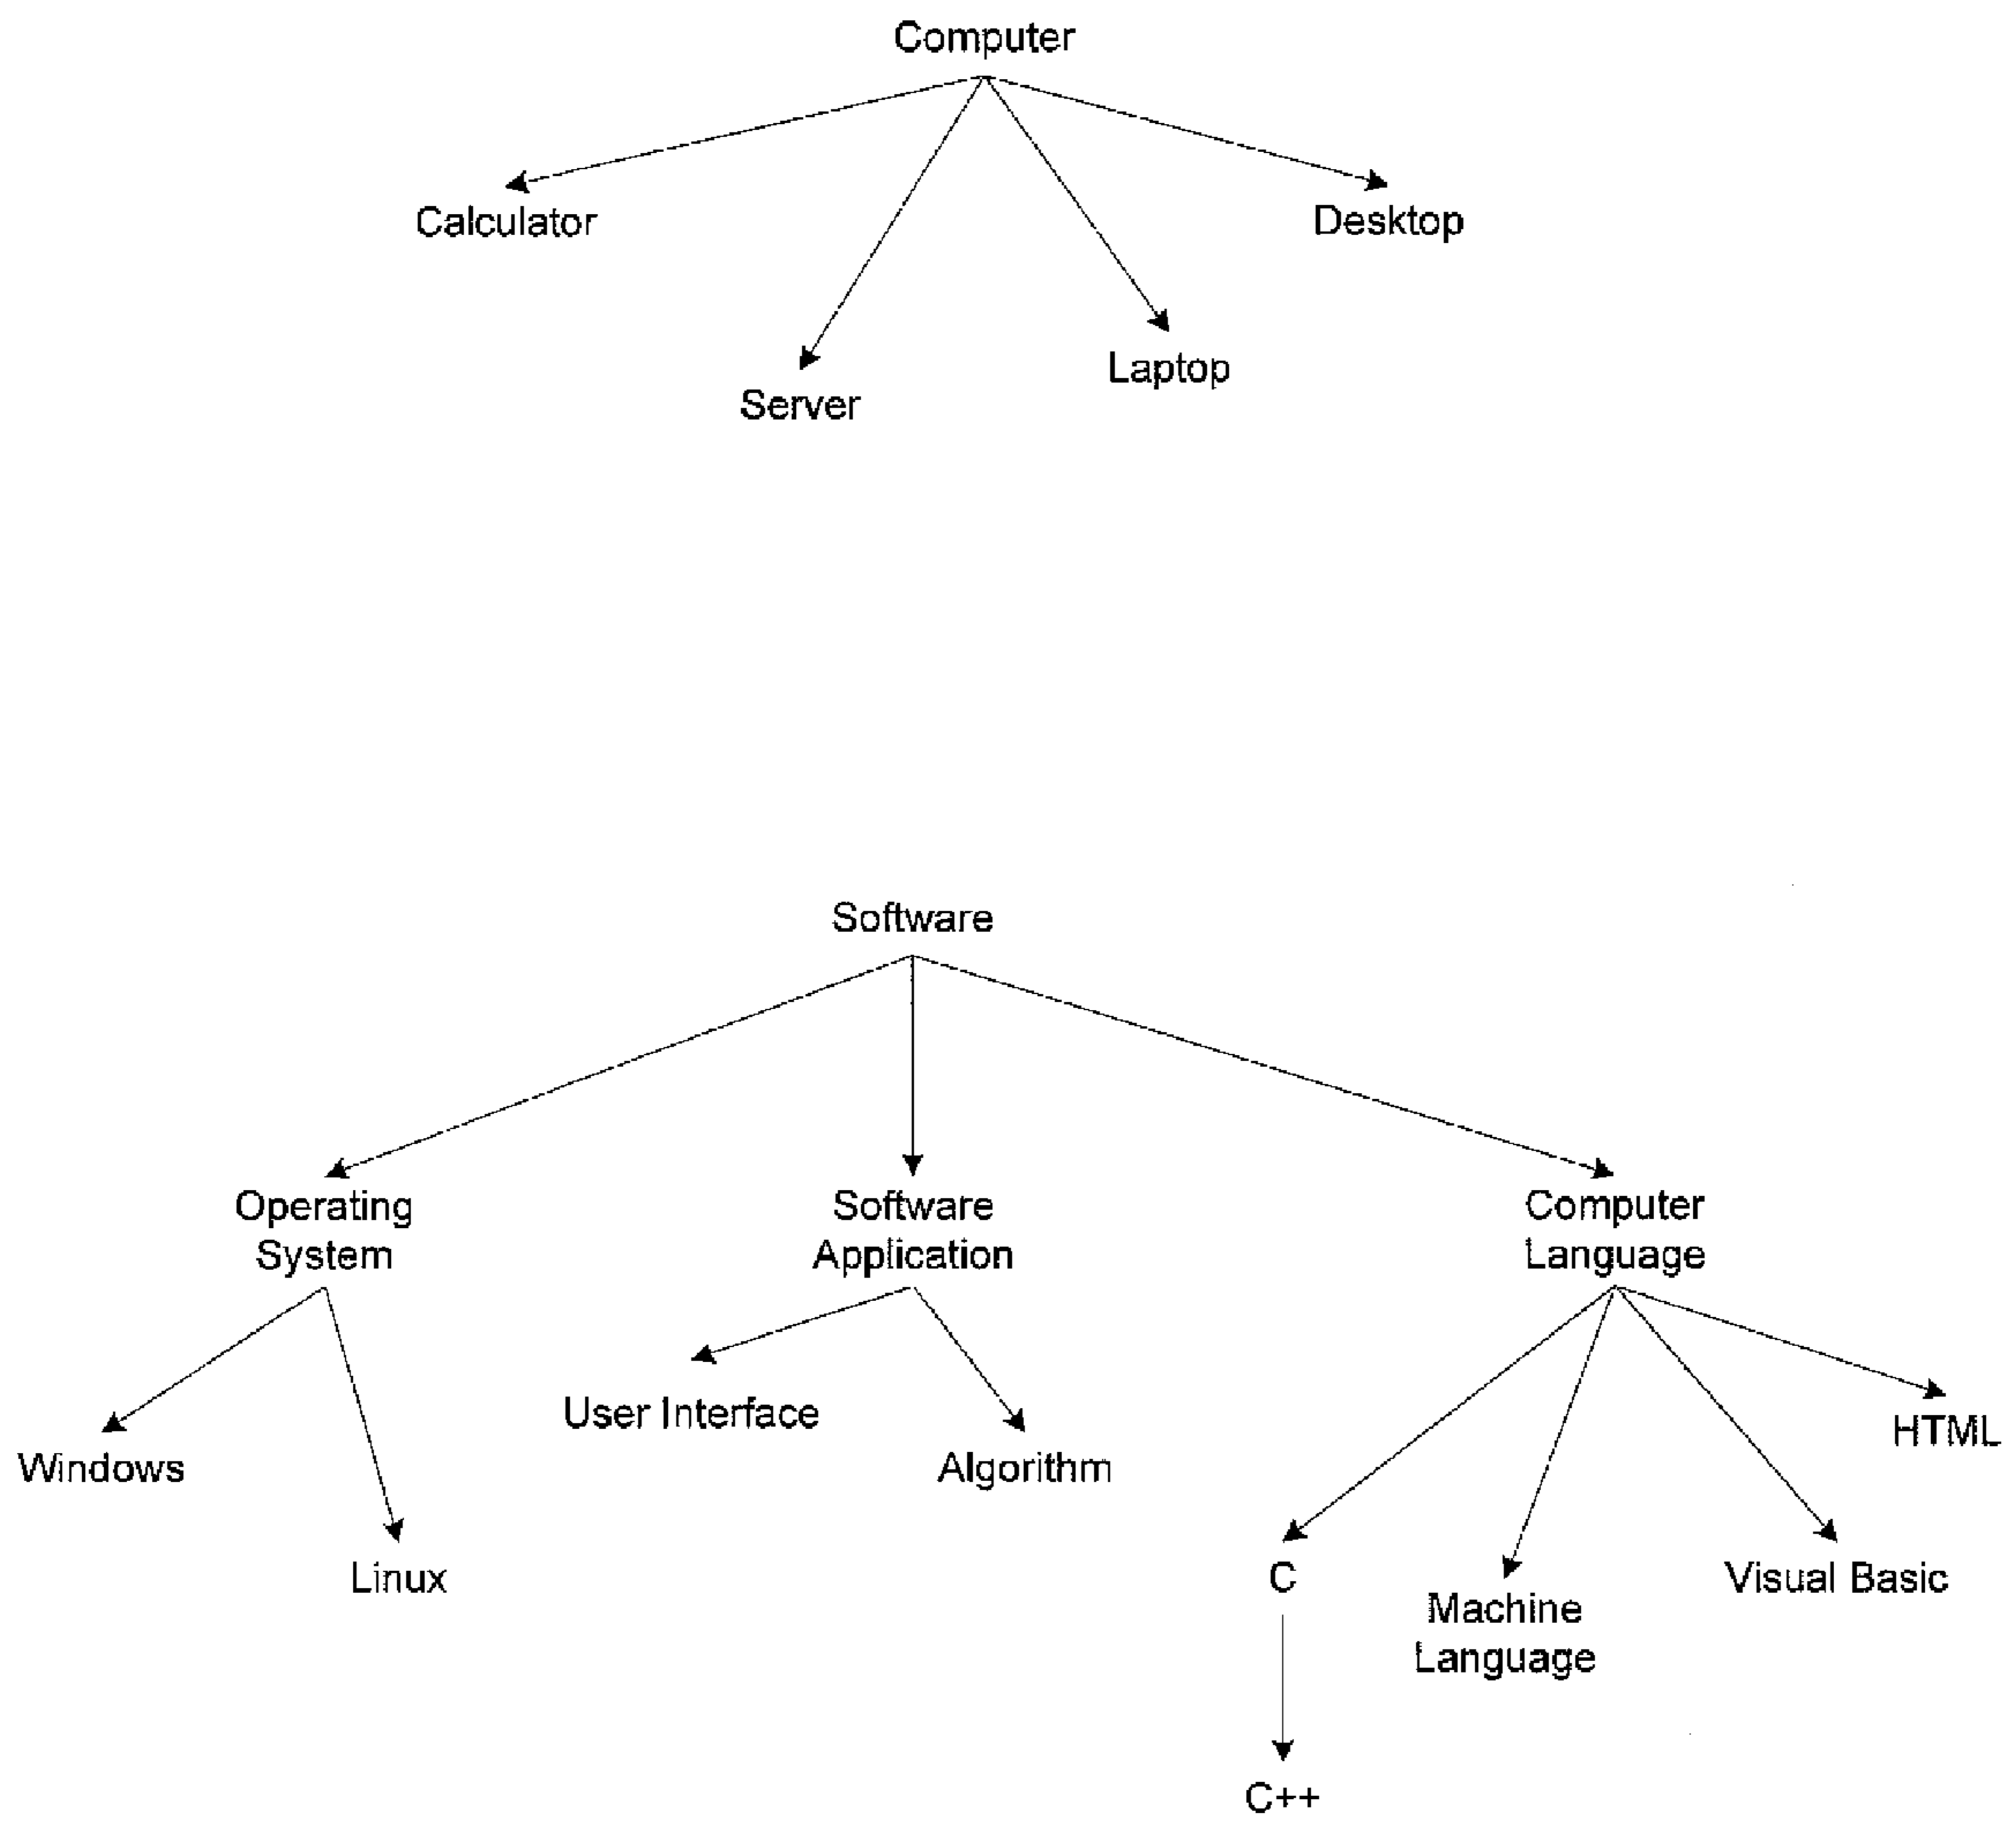 Computer
Calculator
Desktop
Laptop
Server
Software
Operating
System
Software
Application
Computer
Language
User Interface
HTML
Windows
Algorithm
Linux
C
Machine
Language
Visual Basic
C++